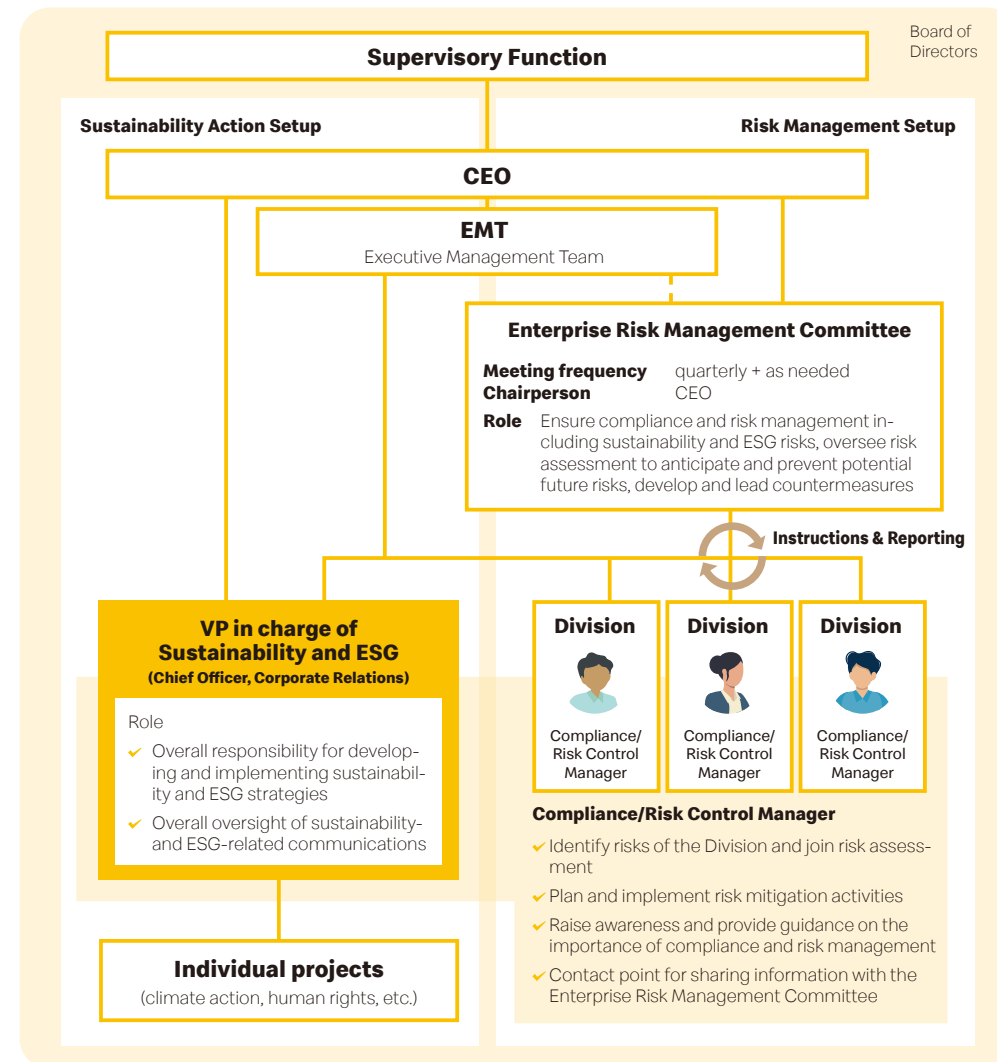 Board of
Directors
Supervisory Function
Sustainability Action Setup
Risk Management Setup
CEO
EMT
Executive Management Team
Enterprise Risk Management Committee
Meeting frequency quarterly + as needed
Chairperson CEO
Role Ensure compliance and risk management in-
cluding sustainability and ESG risks, oversee risk
assessment to anticipate and prevent potential
future risks, develop and lead countermeasures
Instructions & Reporting
VP in charge of
Sustainability and ESG
(Chief Officer, Corporate Relations)
Role
Overall responsibility for develop-
ing and implementing sustainabil-
ity and ESG strategies
Overall oversight of sustainability-
and ESG-related communications
Individual projects
(climate action, human rights, etc.)
Division
Compliance/
Risk Control
Manager
Division
Compliance/
Risk Control
Manager
Division
Compliance/
Risk Control
Manager
Compliance/Risk Control Manager
Identify risks of the Division and join risk assess-
ment
Plan and implement risk mitigation activities
Raise awareness and provide guidance on the
importance of compliance and risk management
Contact point for sharing information with the
Enterprise Risk Management Committee